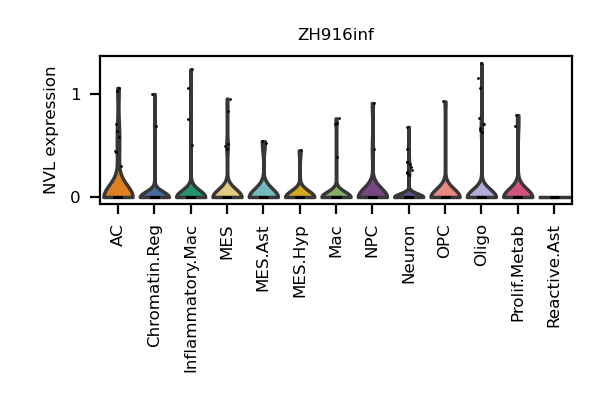 ZH916inf
NVL expression
1
0
AC
Chromatin.Reg
Inflammatory.Mac
MES
MES.Ast
MES.Hyp
Mac
NPC
Neuron
OPC
Oligo
Prolif.Metab
Reactive.Ast